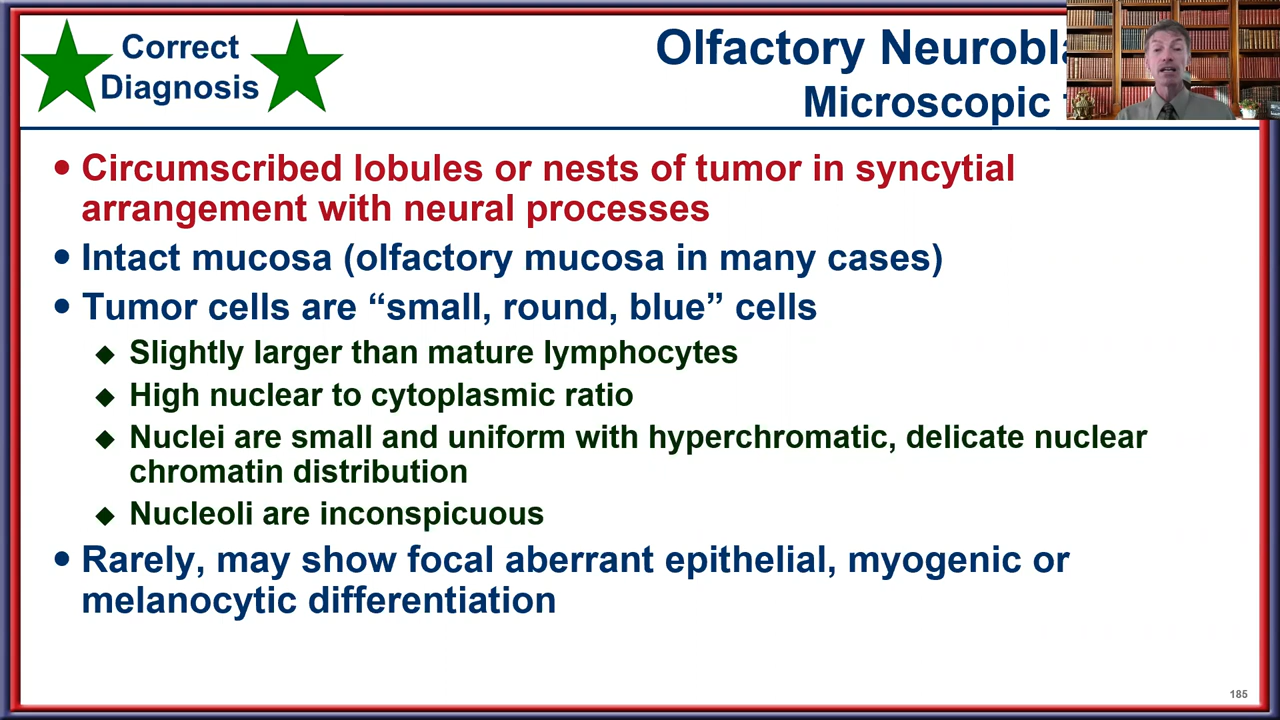 Correct
Diagnosis
Olfactory
Microscopic
• Circumscribed lobules or nests of tumor in syncytial
arrangement with neural processes
• Intact mucosa (olfactory mucosa in many cases)
• Tumor cells are “small, round, blue” cells
◆ Slightly larger than mature lymphocytes
◆ High nuclear to cytoplasmic ratio
◆ Nuclei are small and uniform with hyperchromatic, delicate nuclear
chromatin distribution
◆ Nucleoli are inconspicuous
• Rarely, may show focal aberrant epithelial, myogenic or
melanocytic differentiation
185